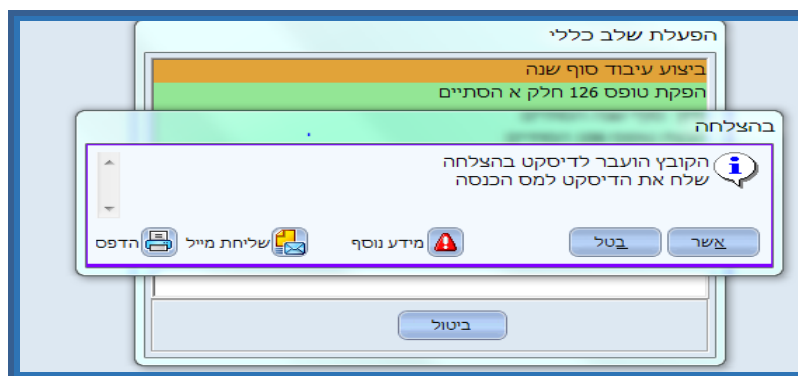 הפעלת שלב כללי
ביצוע עיבוד סוף שנה
הפקת טופס 126 חלק א הסתיים
בהצלחה
הקובץ הועבר לדיסקט בהצלחה
שלח את הדיסקט למס הכנסה
אשר
בטל
מידע נוסף
שליחת מייל
הדפס
ביטול